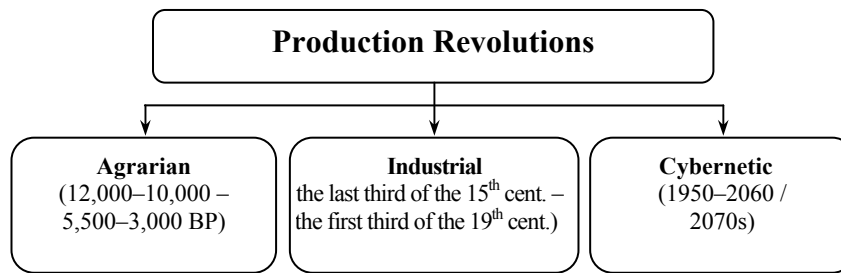 Production Revolutions
Agrarian
(12,000–10,000 –
5,500–3,000 BP)
Industrial
the last third of the 15th cent. –
the first third of the 19th cent.)
Cybernetic
(1950–2060 /
2070s)